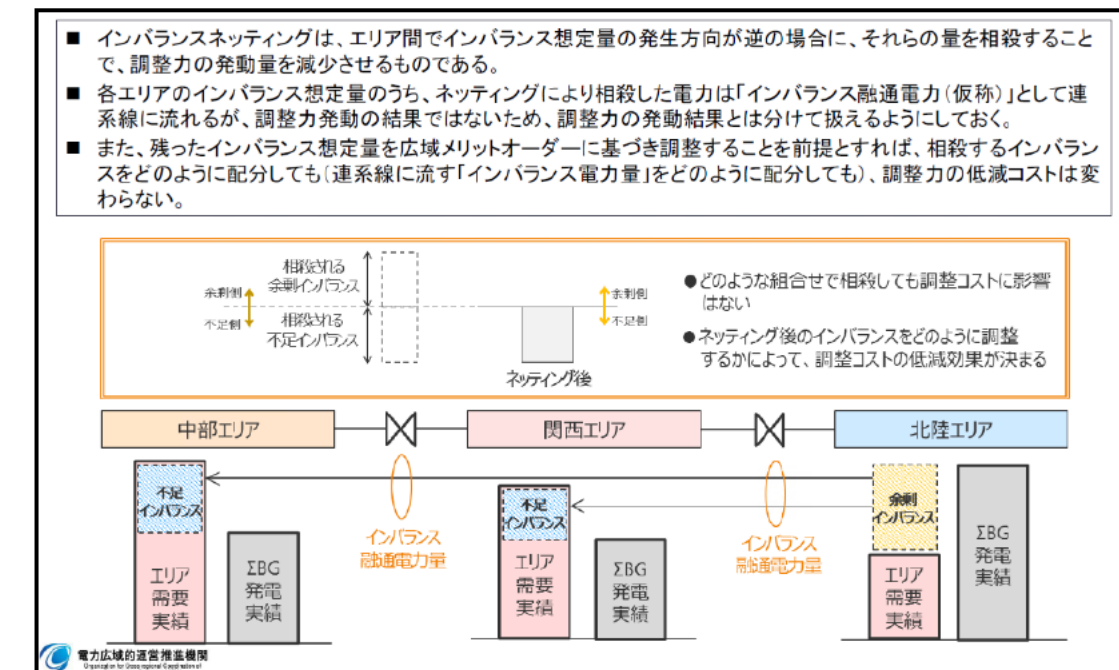 ■ インバランスネッティングは、エリア間でインバランス想定量の発生方向が逆の場合に、それらの量を相殺すること
で、調整力の発動量を減少させるものである。
■ 各エリアのインバランス想定量のうち、ネッティングにより相殺した電力は「インバランス融通電力(仮称)」として連
系線に流れるが、調整力発動の結果ではないため、調整力の発動結果とは分けて扱えるようにしておく。
■ また、残ったインバランス想定量を広域メリットオーダーに基づき調整することを前提とすれば、相殺するインバラン
スをどのように配分しても(連系線に流す「インバランス電力量」をどのように配分しても)、調整力の低減コストは変
わらない。
相殺される
余剰インバランス
余剰側
不足側
相殺される
不足インバランス
余剰側
不足側
ネッティング後
●どのような組合せで相殺しても調整コストに影響
はない
●ネッティング後のインバランスをどのように調整
するかによって、調整コストの低減効果が決まる
中部エリア
関西エリア
北陸エリア
不足
インバランス
エリア
需要
実績
ΣBG
発電
実績
インバランス
融通電力量
不足
インバランス
エリア
需要
実績
ΣBG
発電
実績
インバランス
融通電力量
余剰
インバランス
エリア
需要
実績
ΣBG
発電
実績
電力広域的運営推進機関
Organization for Cross-regional Coordination of